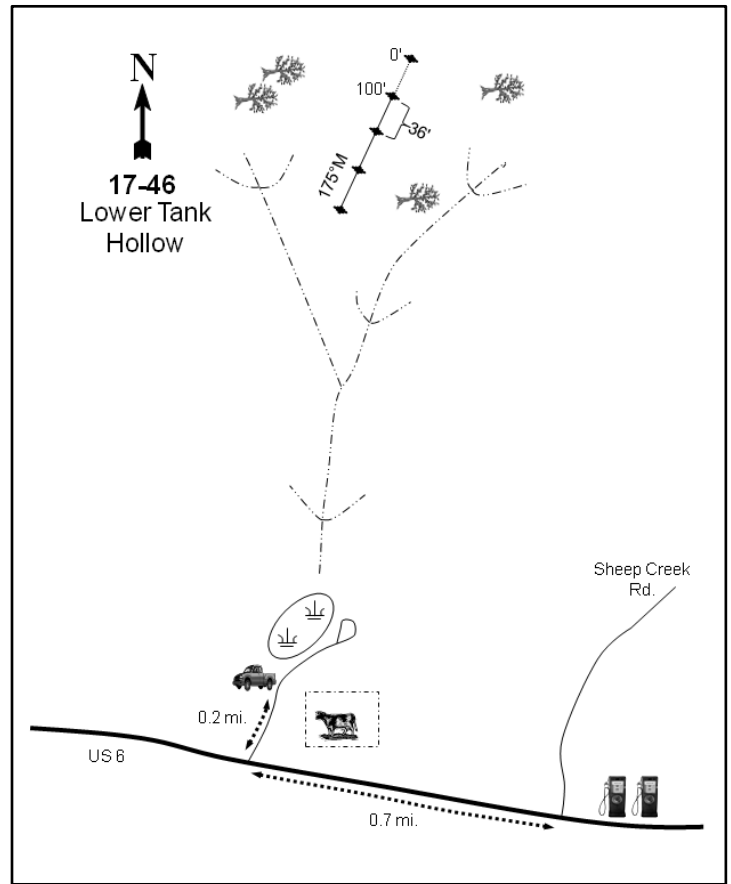 N
17-46
Lower Tank
Hollow
0'
100'
36'
175°M
Sheep Creek
Rd.
0.2 mi.
US 6
0.7 mi.